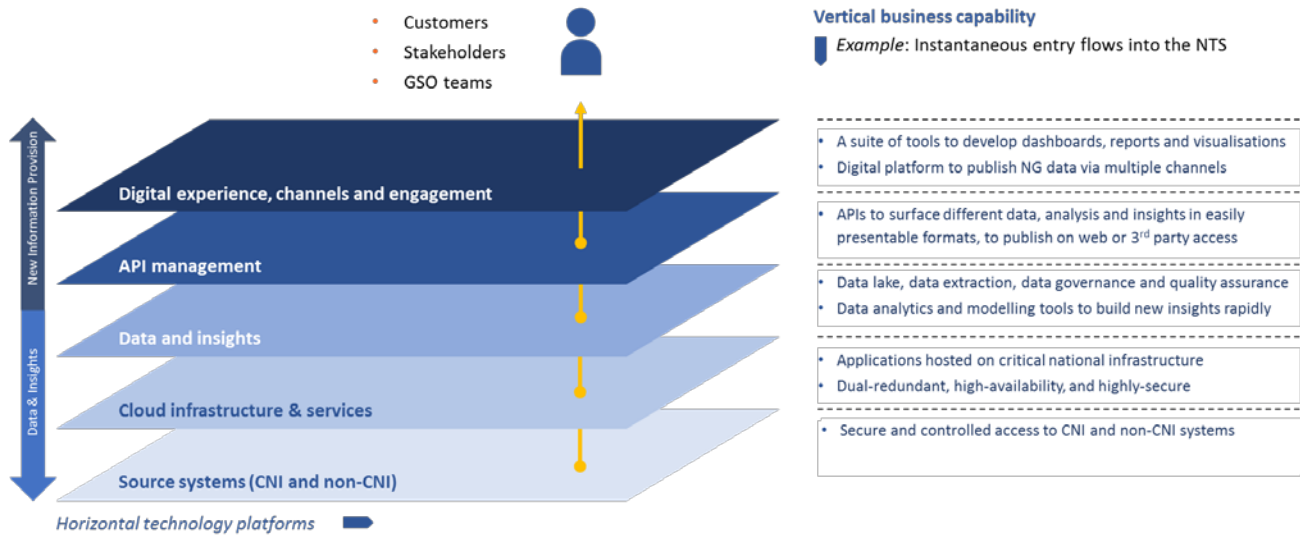 Customers
Stakeholders
GSO teams
Vertical business capability
Example: Instantaneous entry flows into the NTS
New Information Provision
Data & Insights
Digital experience, channels and engagement
API management
Data and insights
Cloud infrastructure & services
Source systems (CNI and non-CNI)
Horizontal technology platforms
A suite of tools to develop dashboards, reports and visualisations
Digital platform to publish NG data via multiple channels
APIs to surface different data, analysis and insights in easily
presentable formats, to publish on web or 3rd party access
Data lake, data extraction, data governance and quality assurance
Data analytics and modelling tools to build new insights rapidly
Applications hosted on critical national infrastructure
Dual-redundant, high-availability, and highly-secure
Secure and controlled access to CNI and non-CNI systems